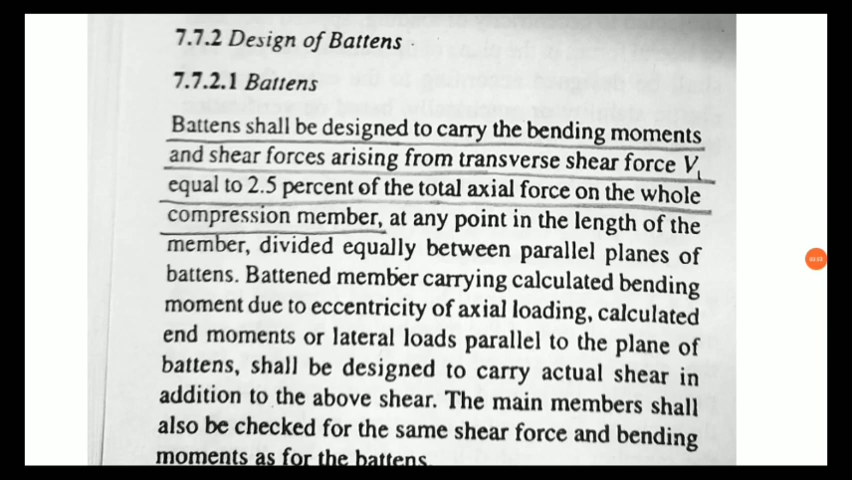 7.7.2 Design of Battens
7.7.2.1 Battens
Battens shall be designed to carry the bending moments
and shear forces arising from transverse shear force Vt
equal to 2.5 percent of the total axial force on the whole
compression member, at any point in the length of the
member, divided equally between parallel planes of
battens. Battened member carrying calculated bending
moment due to eccentricity of axial loading, calculated
end moments or lateral loads parallel to the plane of
battens, shall be designed to carry actual shear in
addition to the above shear. The main members shall
also be checked for the same shear force and bending
moments as for the battens.